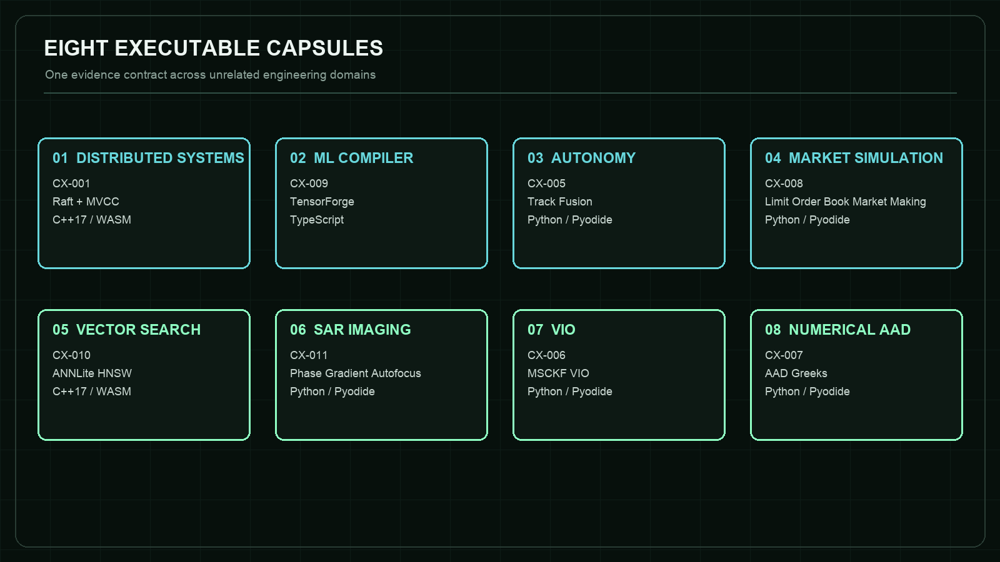 EIGHT EXECUTABLE CAPSULES
One evidence contract across unrelated engineering domains
01 DISTRIBUTED SYSTEMS
CX-001
Raft + MVCC
C++17 / WASM
02 ML COMPILER
CX-009
TensorForge
TypeScript
03 AUTONOMY
CX-005
Track Fusion
Python / Pyodide
04 MARKET SIMULATION
CX-008
Limit Order Book Market Making
Python / Pyodide
05 VECTOR SEARCH
CX-010
ANNLite HNSW
C++17 / WASM
06 SAR IMAGING
CX-011
Phase Gradient Autofocus
Python / Pyodide
07 VIO
CX-006
MSCKF VIO
Python / Pyodide
08 NUMERICAL AAD
CX-007
AAD Greeks
Python / Pyodide